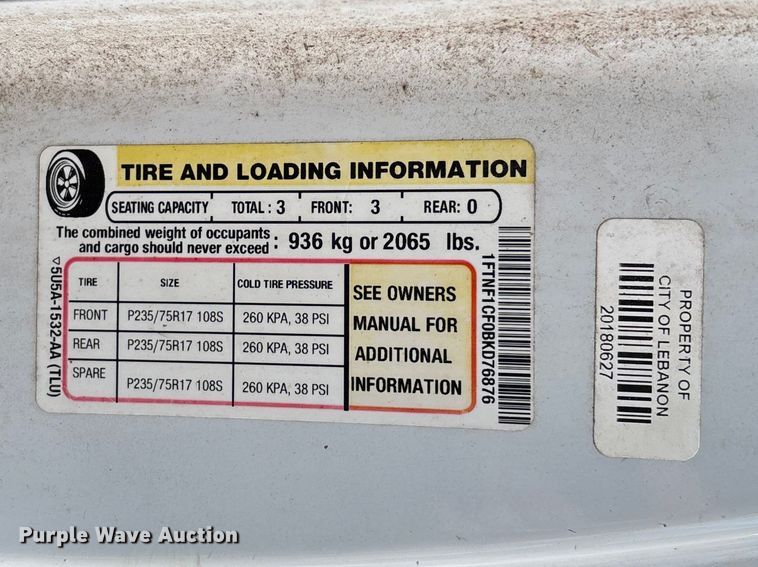 TIRE AND LOADING INFORMATION
SEATING CAPACITY TOTAL : 3 FRONT: 3 REAR: 0
The combined weight of occupants
and cargo should never exceed : 936 kg or 2065 lbs.
TIRE SIZE COLD TIRE PRESSURE
FRONT P235/75R17 108S 260 KPA, 38 PSI
REAR P235/75R17 108S 260 KPA, 38 PSI
SPARE P235/75R17 108S 260 KPA, 38 PSI
SEE OWNERS
MANUAL FOR
ADDITIONAL
INFORMATION
▽5U5A-1532-AA (TLU)
1FTNF1CF0BKD76876
PROPERTY OF
CITY OF LEBANON
20180627
Purple Wave Auction